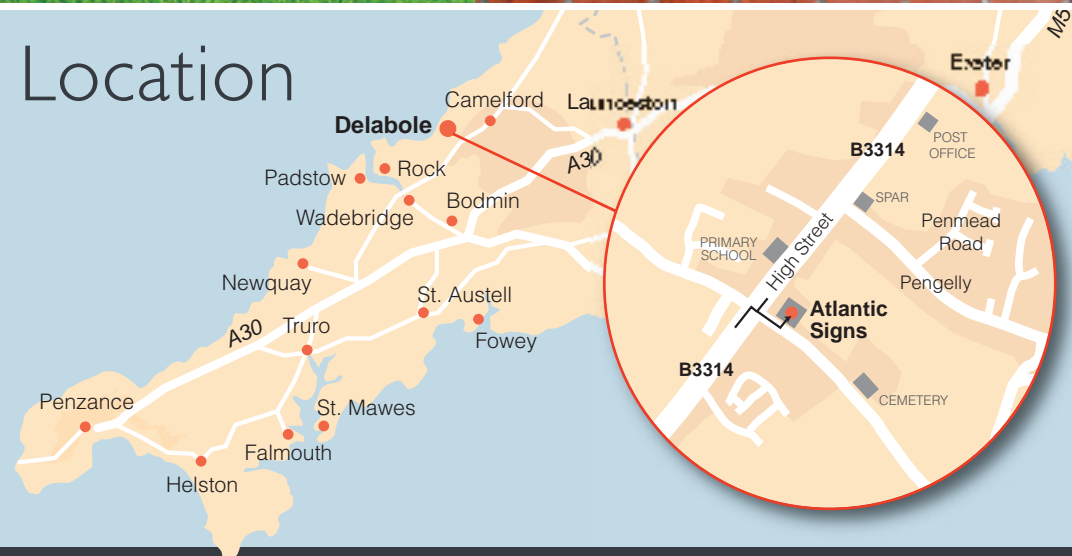 Location
M5
Exeter
Camelford
Launceston
Delabole
A30
Rock
Padstow
Bodmin
Wadebridge
Newquay
St. Austell
A30
Truro
Fowey
Penzance
St. Mawes
Falmouth
Helston
POST
OFFICE
B3314
SPAR
Penmead
Road
PRIMARY
SCHOOL
High Street
Pengelly
Atlantic
Signs
B3314
CEMETERY